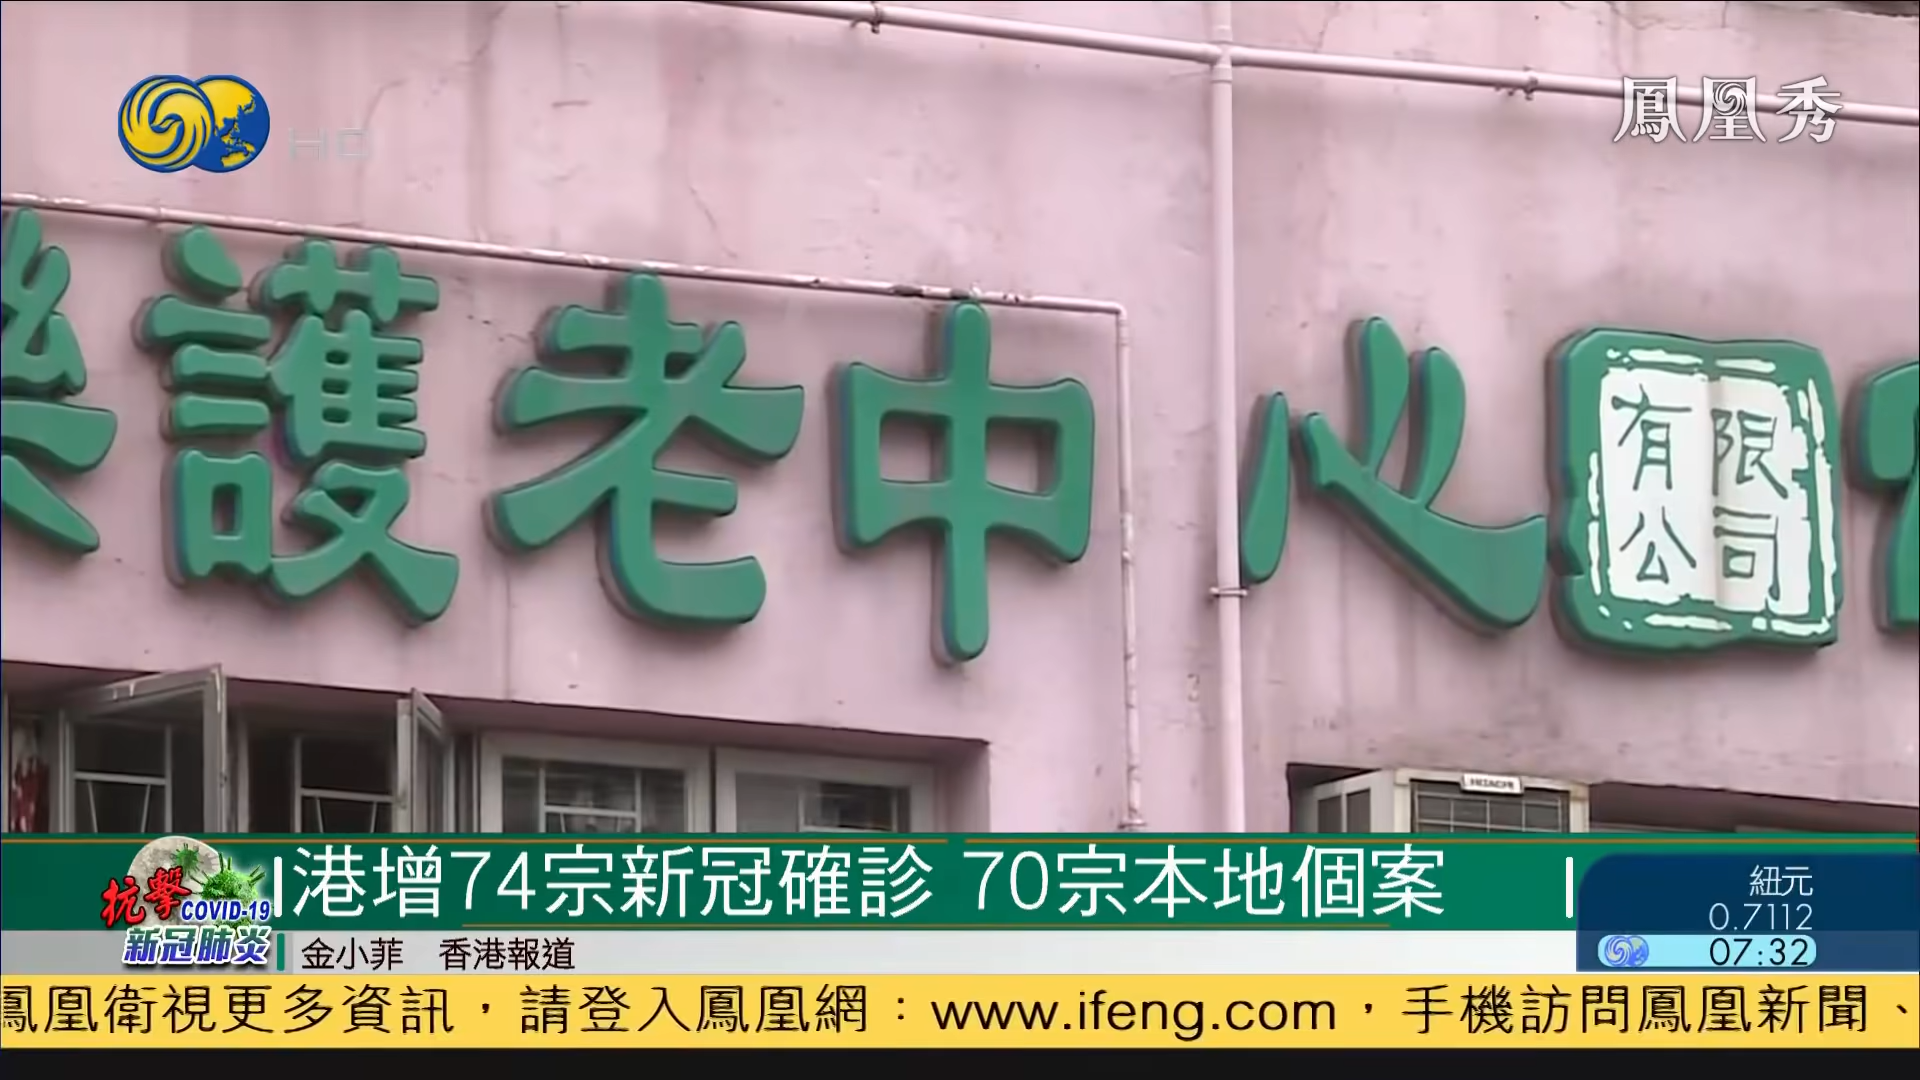 鳳凰秀
護老中心
有限
公司
HITACHI
港增74宗新冠確診 70宗本地個案
抗擊
COVID-19
新冠肺炎
金小菲 香港報道
紐元
0.7112
07:32
鳳凰衛視更多資訊，請登入鳳凰網：www.ifeng.com，手機訪問鳳凰新聞、